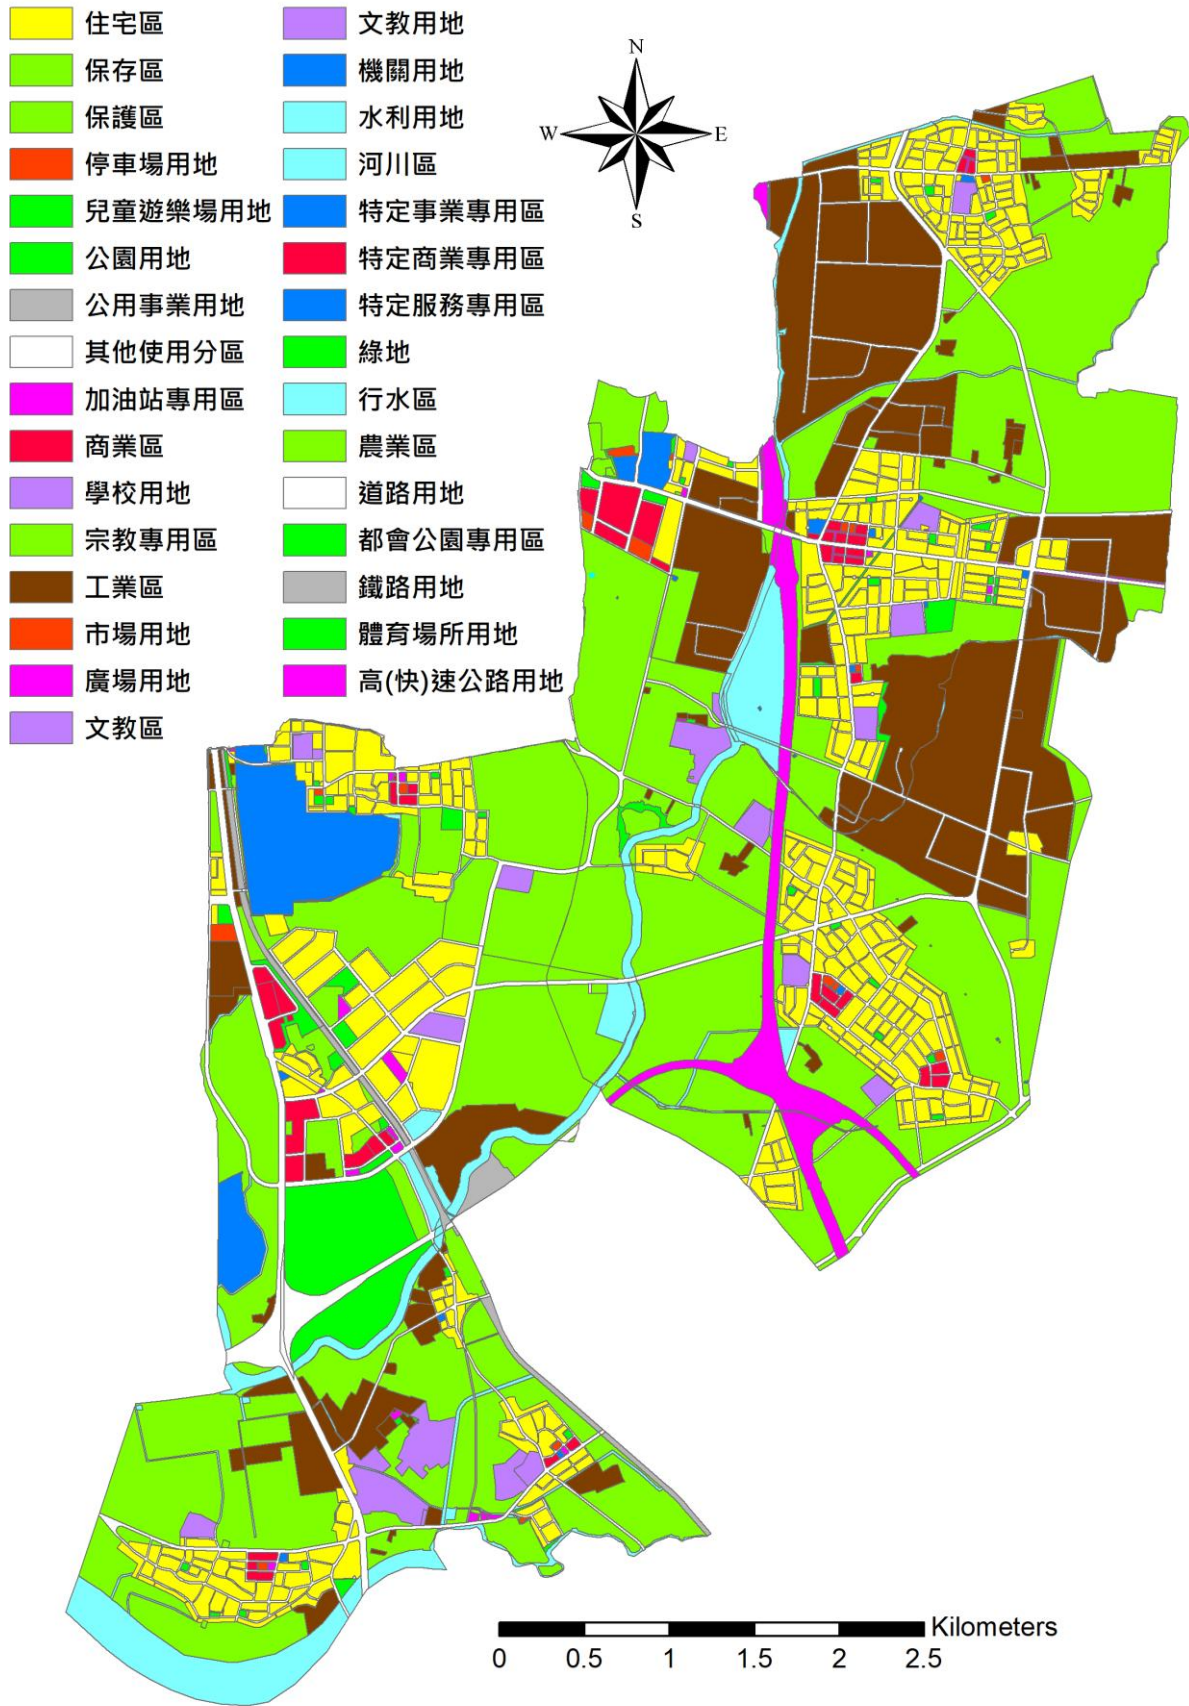 住宅區
保存區
保護區
停車場用地
兒童遊樂場用地
公園用地
公用事業用地
其他使用分區
加油站專用區
商業區
學校用地
宗教專用區
工業區
市場用地
廣場用地
文教區
文教用地
機關用地
水利用地
河川區
特定事業專用區
特定商業專用區
特定服務專用區
綠地
行水區
農業區
道路用地
都會公園專用區
鐵路用地
體育場所用地
高(快)速公路用地
N
W E
S
Kilometers
0 0.5 1 1.5 2 2.5